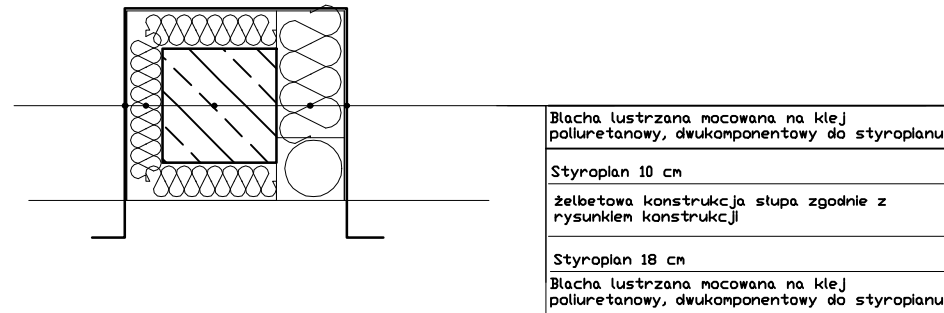 Blacha lustrzana mocowana na klej
poliuretanowy, dwukomponentowy do styropianu
Styropian 10 cm
żelbetowa konstrukcja słupa zgodnie z
rysunkiem konstrukcji
Styropian 18 cm
Blacha lustrzana mocowana na klej
poliuretanowy, dwukomponentowy do styropianu